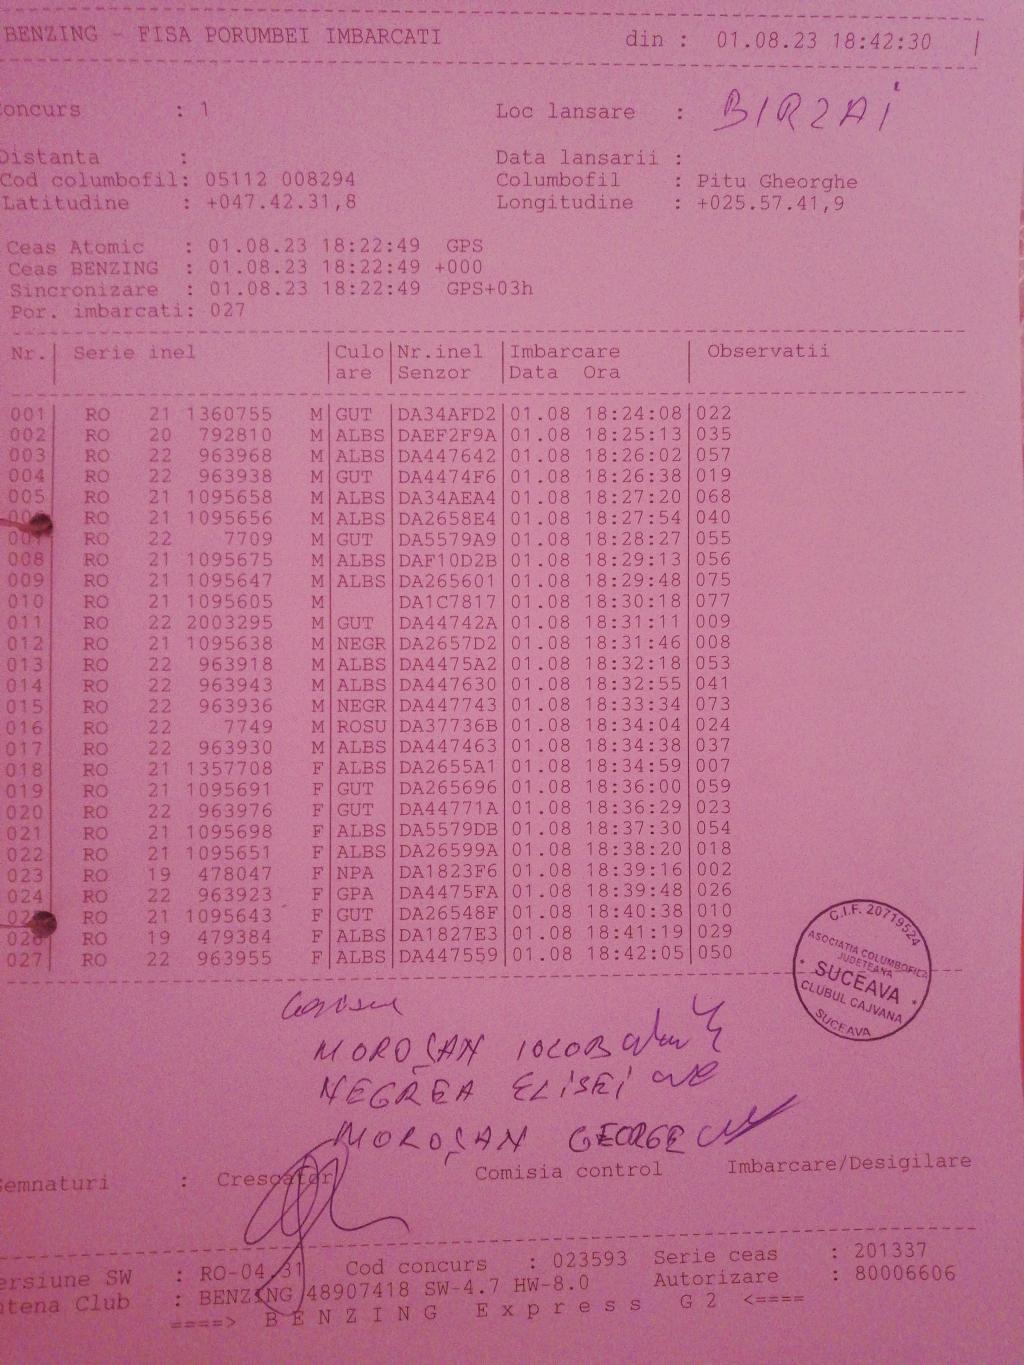 BENZING - FISA PORUMBEI IMBARCATI din : 01.08.23 18:42:30
oncurs : 1 Loc lansare : BIRZAI
Distanta : Data lansarii :
Cod columbofil: 05112 008294 Columbofil : Pitu Gheorghe
Latitudine : +047.42.31,8 Longitudine : +025.57.41,9
Ceas Atomic : 01.08.23 18:22:49 GPS
Ceas BENZING : 01.08.23 18:22:49 +000
Sincronizare : 01.08.23 18:22:49 GPS+03h
Por. imbarcati: 027
Nr. Serie inel Culo Nr.inel Imbarcare Observatii
are Senzor Data Ora
001 RO 21 1360755 M GUT DA34AFD2 01.08 18:24:08 022
002 RO 20 792810 M ALBS DAEF2F9A 01.08 18:25:13 035
003 RO 22 963968 M ALBS DA447642 01.08 18:26:02 057
004 RO 22 963938 M GUT DA4474F6 01.08 18:26:38 019
005 RO 21 1095658 M ALBS DA34AEA4 01.08 18:27:20 068
006 RO 21 1095656 M ALBS DA2658E4 01.08 18:27:54 040
007 RO 22 7709 M GUT DA5579A9 01.08 18:28:27 055
008 RO 21 1095675 M ALBS DAF10D2B 01.08 18:29:13 056
009 RO 21 1095647 M ALBS DA265601 01.08 18:29:48 075
010 RO 21 1095605 M DA1C7817 01.08 18:30:18 077
011 RO 22 2003295 M GUT DA44742A 01.08 18:31:11 009
012 RO 21 1095638 M NEGR DA2657D2 01.08 18:31:46 008
013 RO 22 963918 M ALBS DA4475A2 01.08 18:32:18 053
014 RO 22 963943 M ALBS DA447630 01.08 18:32:55 041
015 RO 22 963936 M NEGR DA447743 01.08 18:33:34 073
016 RO 22 7749 M ROSU DA37736B 01.08 18:34:04 024
017 RO 22 963930 M ALBS DA447463 01.08 18:34:38 037
018 RO 21 1357708 F ALBS DA2655A1 01.08 18:34:59 007
019 RO 21 1095691 F GUT DA265696 01.08 18:36:00 059
020 RO 22 963976 F GUT DA44771A 01.08 18:36:29 023
021 RO 21 1095698 F ALBS DA5579DB 01.08 18:37:30 054
022 RO 21 1095651 F ALBS DA26599A 01.08 18:38:20 018
023 RO 19 478047 F NPA DA1823F6 01.08 18:39:16 002
024 RO 22 963923 F GPA DA4475FA 01.08 18:39:48 026
025 RO 21 1095643 F GUT DA26548F 01.08 18:40:38 010
026 RO 19 479384 F ALBS DA1827E3 01.08 18:41:19 029
027 RO 22 963955 F ALBS DA447559 01.08 18:42:05 050
C.I.F. 20719524
ASOCIATIA COLUMBOFILA
JUDETEANA
SUCEAVA
CLUBUL CAJVANA
SUCEAVA
MOROȘAN IOCOB
NEGREA ELISEI
MOROȘAN GEORGE
Semnaturi : Crescator Comisia control Imbarcare/Desigilare
ersiune SW : RO-04.31 Cod concurs : 023593 Serie ceas : 201337
ntena Club : BENZING 48907418 SW-4.7 HW-8.0 Autorizare : 80006606
====> BENZING Express G2 <====